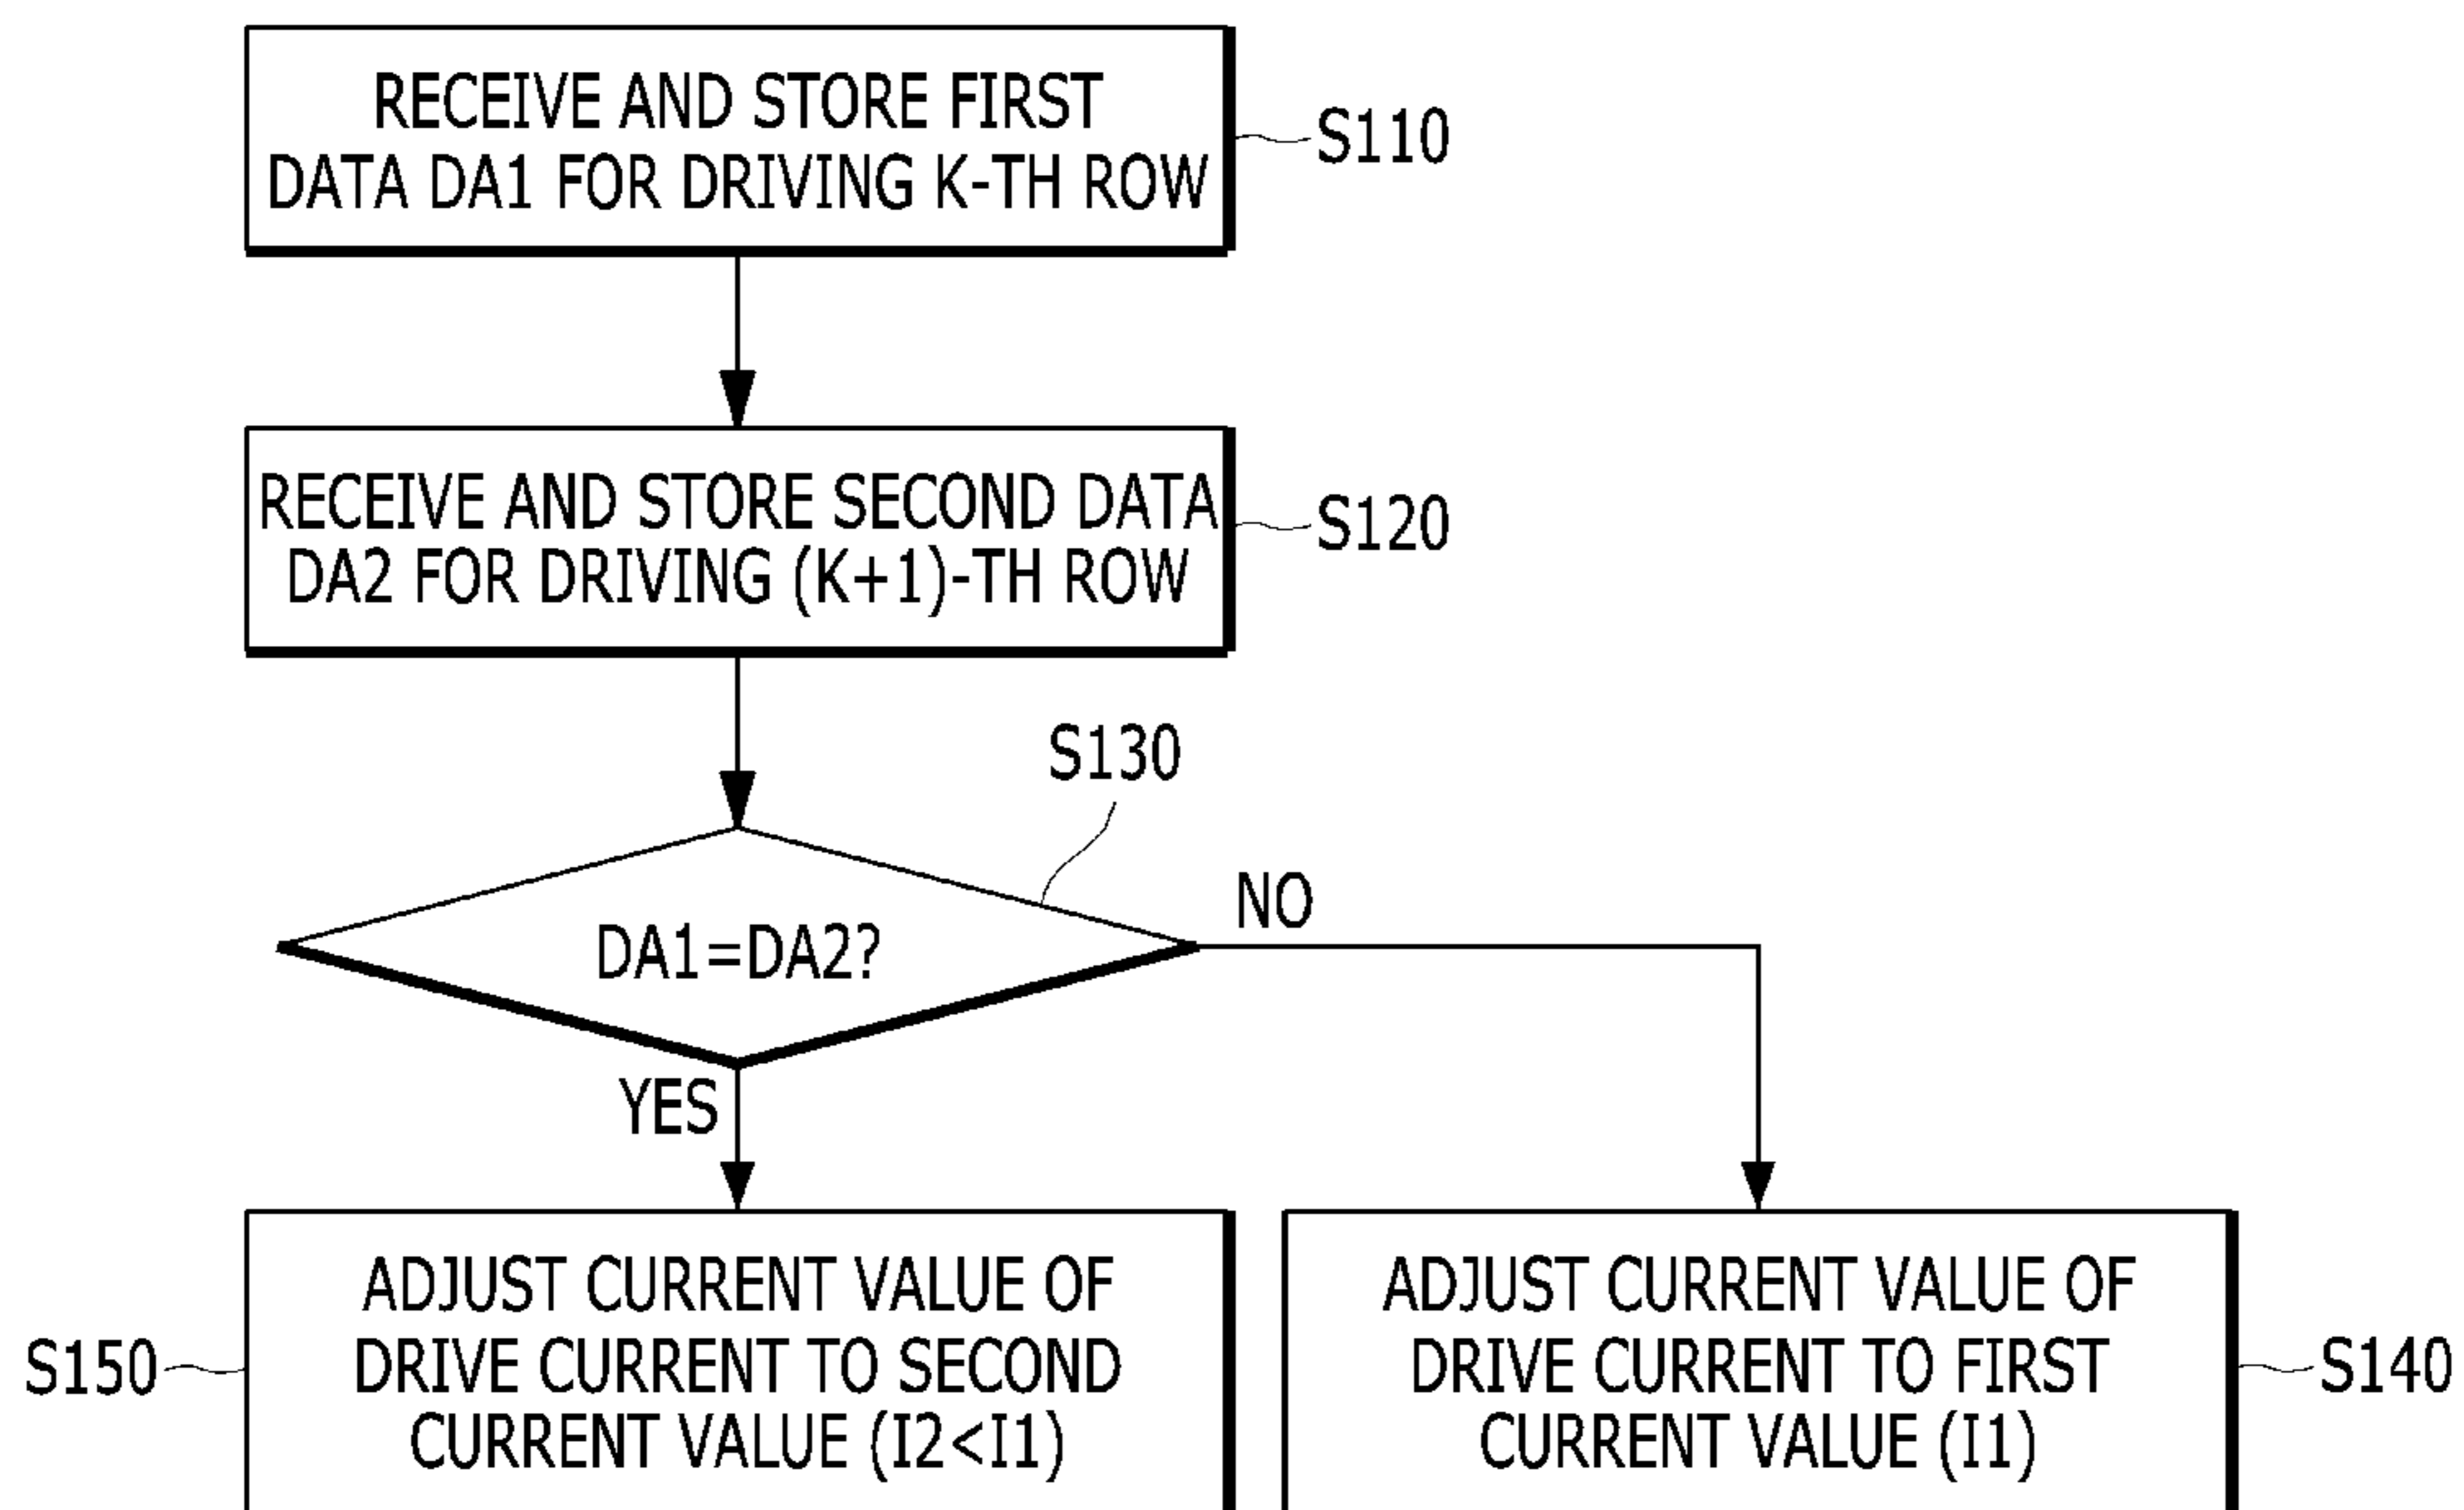 RECEIVE AND STORE FIRST
DATA DA1 FOR DRIVING K-TH ROW
S110
RECEIVE AND STORE SECOND DATA
DA2 FOR DRIVING (K+1)-TH ROW
S120
S130
DA1=DA2?
NO
YES
S150
ADJUST CURRENT VALUE OF
DRIVE CURRENT TO SECOND
CURRENT VALUE (I2<I1)
ADJUST CURRENT VALUE OF
DRIVE CURRENT TO FIRST
CURRENT VALUE (I1)
S140